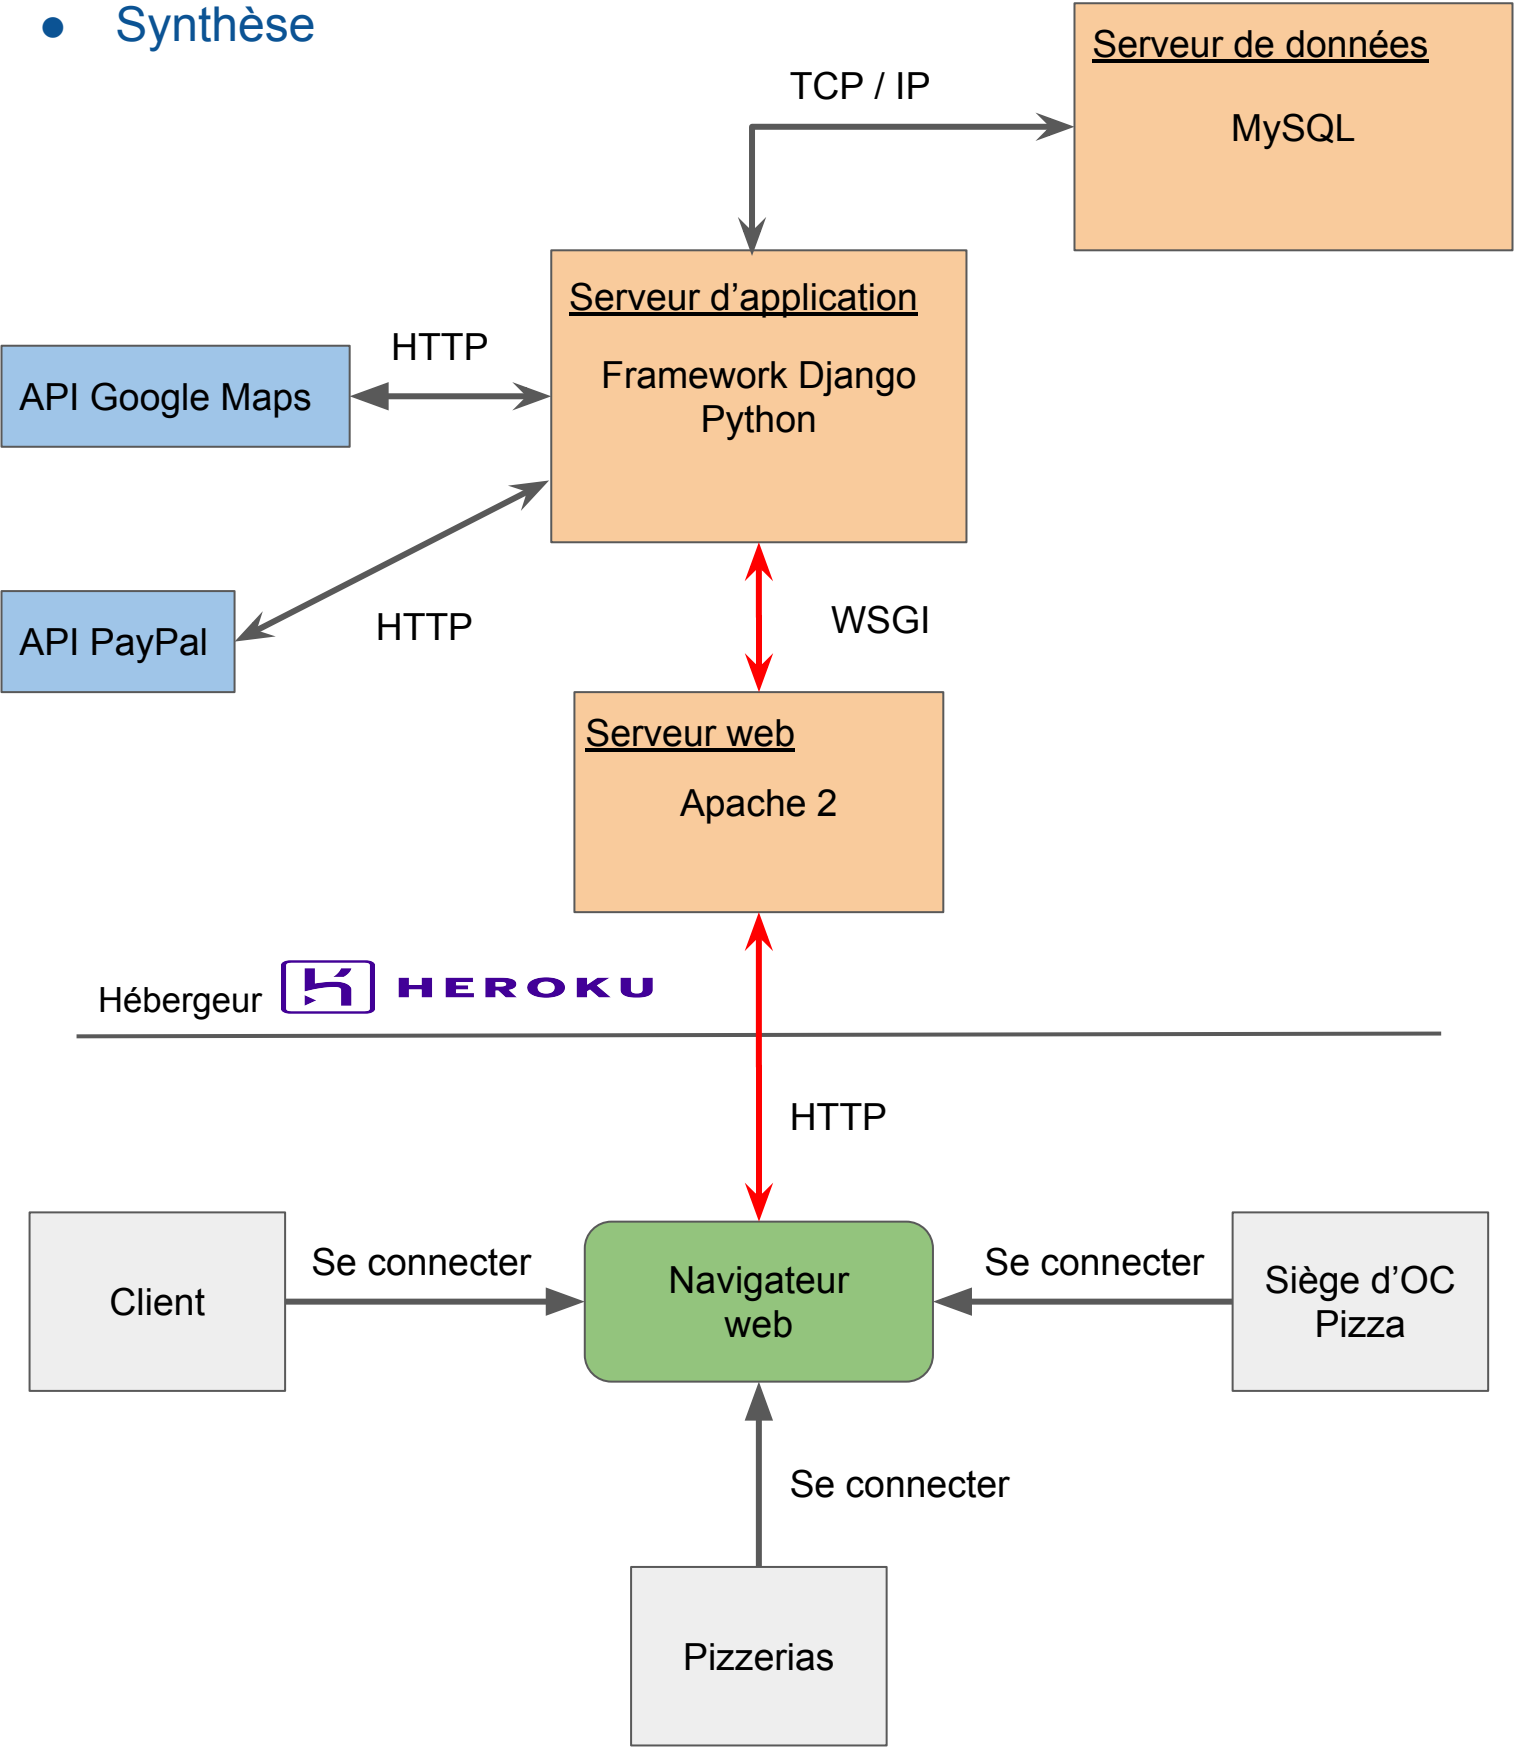 ● Synthèse
Serveur de données
MySQL
TCP / IP
Serveur d’application
Framework Django
Python
HTTP
API Google Maps
HTTP
API PayPal
WSGI
Serveur web
Apache 2
Hébergeur HEROKU
HTTP
Client
Se connecter
Navigateur
web
Se connecter
Siège d’OC
Pizza
Se connecter
Pizzerias